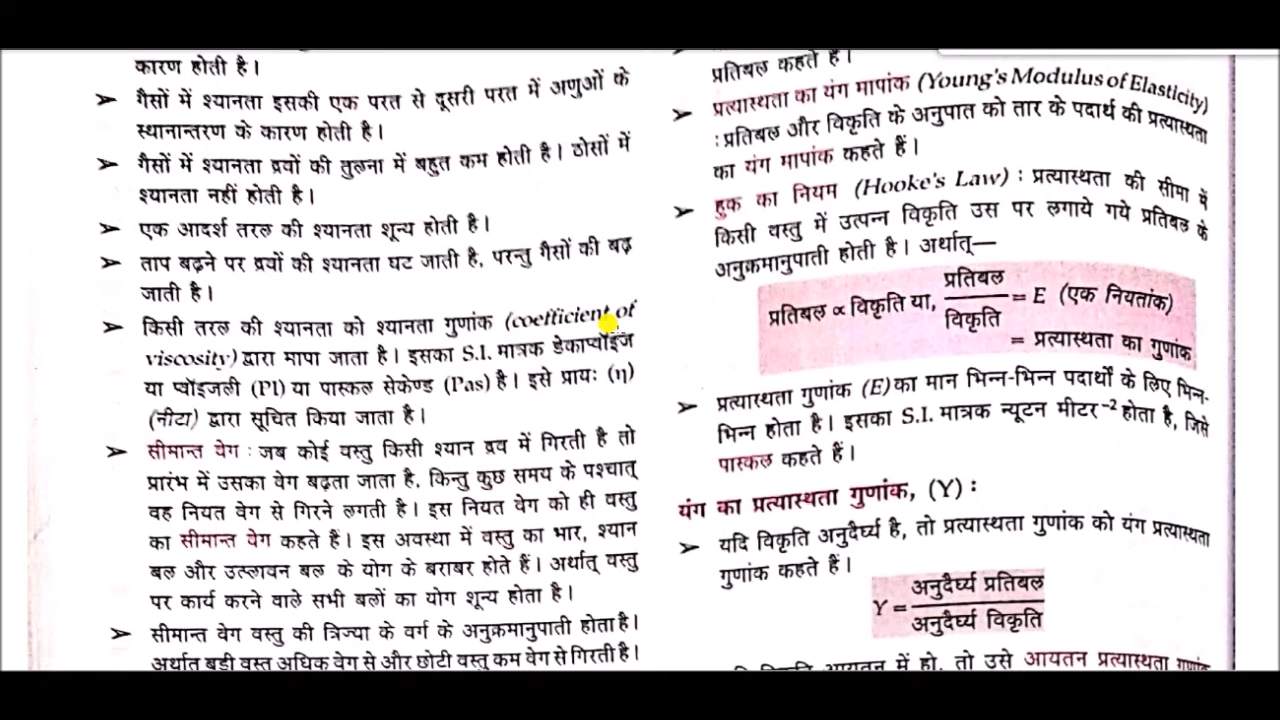 कारण होती है।
➤ गैसों में श्यानता इसकी एक परत से दूसरी परत में अणुओं के
स्थानान्तरण के कारण होती है।
➤ गैसों में श्यानता द्रवों की तुलना में बहुत कम होती है। ठोसों में
श्यानता नहीं होती है।
➤ एक आदर्श तरल की श्यानता शून्य होती है।
➤ ताप बढ़ने पर द्रवों की श्यानता घट जाती है, परन्तु गैसों की बढ़
जाती है।
➤ किसी तरल की श्यानता को श्यानता गुणांक (coefficient of
viscosity) द्वारा मापा जाता है। इसका S.I. मात्रक डेकाप्वॉइज
या प्वॉइजली (Pl) या पास्कल सेकेण्ड (Pas) है। इसे प्रायः (η)
(नीटा) द्वारा सूचित किया जाता है।
➤ सीमान्त वेग : जब कोई वस्तु किसी श्यान द्रव में गिरती है तो
प्रारंभ में उसका वेग बढ़ता जाता है, किन्तु कुछ समय के पश्चात्
वह नियत वेग से गिरने लगती है। इस नियत वेग को ही वस्तु
का सीमान्त वेग कहते हैं। इस अवस्था में वस्तु का भार, श्यान
बल और उत्प्लावन बल के योग के बराबर होते हैं। अर्थात् वस्तु
पर कार्य करने वाले सभी बलों का योग शून्य होता है।
➤ सीमान्त वेग वस्तु की त्रिज्या के वर्ग के अनुक्रमानुपाती होता है।
अर्थात बड़ी वस्तु अधिक वेग से और छोटी वस्तु कम वेग से गिरती है।
प्रतिबल कहते हैं।
➤ प्रत्यास्थता का यंग मापांक (Young's Modulus of Elasticity)
: प्रतिबल और विकृति के अनुपात को तार के पदार्थ की प्रत्यास्थता
का यंग मापांक कहते हैं।
➤ हुक का नियम (Hooke's Law) : प्रत्यास्थता की सीमा में
किसी वस्तु में उत्पन्न विकृति उस पर लगाये गये प्रतिबल के
अनुक्रमानुपाती होती है। अर्थात्—
प्रतिबल ∝ विकृति या, प्रतिबल/विकृति = E (एक नियतांक)
= प्रत्यास्थता का गुणांक
➤ प्रत्यास्थता गुणांक (E) का मान भिन्न-भिन्न पदार्थों के लिए भिन्न-
भिन्न होता है। इसका S.I. मात्रक न्यूटन मीटर⁻² होता है, जिसे
पास्कल कहते हैं।
यंग का प्रत्यास्थता गुणांक, (Y) :
➤ यदि विकृति अनुदैर्घ्य है, तो प्रत्यास्थता गुणांक को यंग प्रत्यास्थता
गुणांक कहते हैं।
Y = अनुदैर्घ्य प्रतिबल/अनुदैर्घ्य विकृति
आयतन में हो, तो उसे आयतन प्रत्यास्थता गुणांक